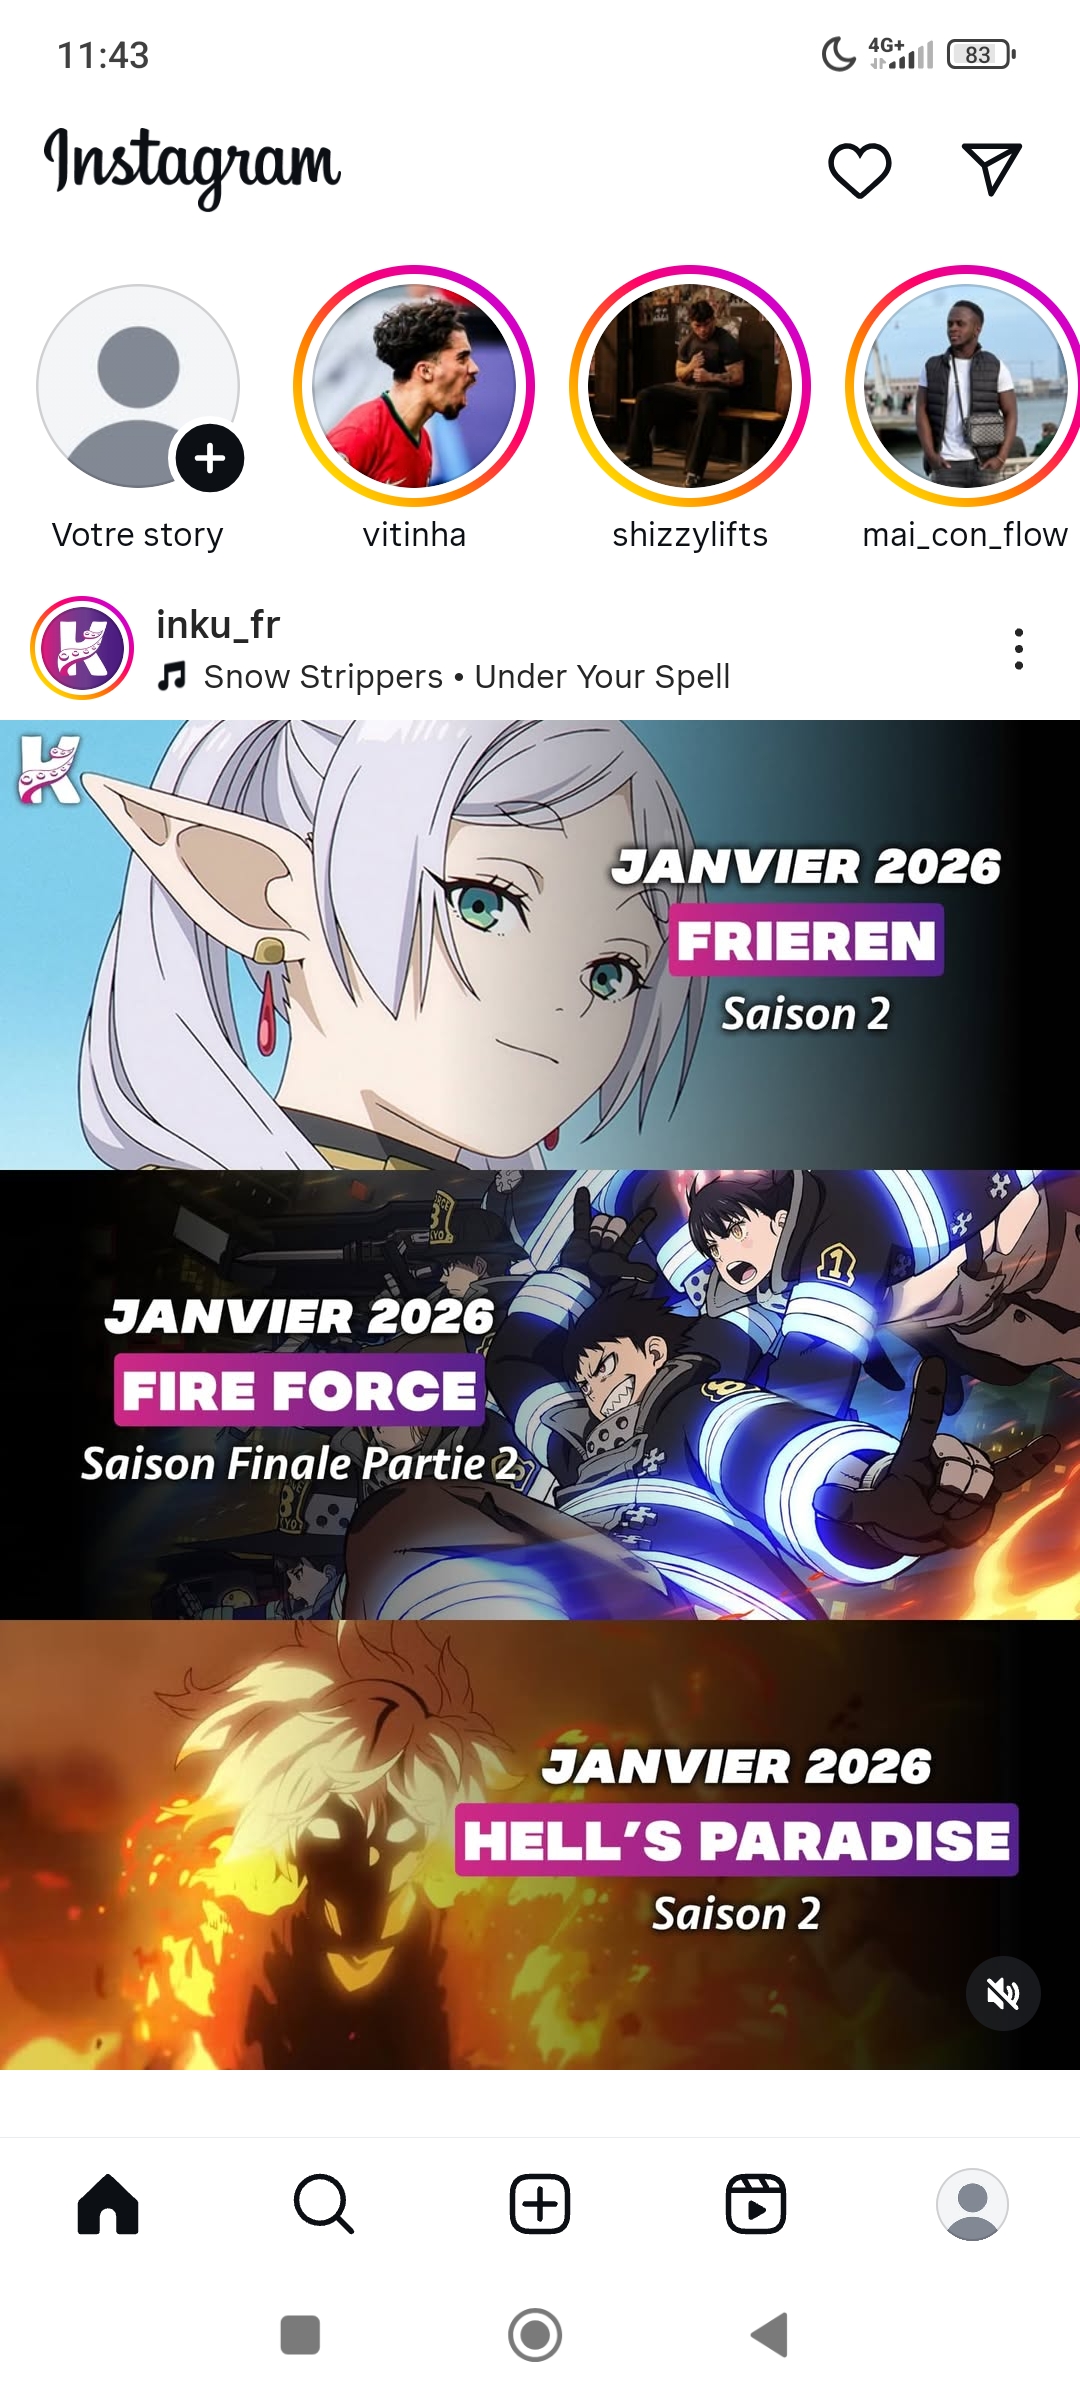 11:43
4G+
83
Instagram
Votre story
vitinha
shizzylifts
mai_con_flow
inku_fr
Snow Strippers • Under Your Spell
K
JANVIER 2026
FRIEREN
Saison 2
JANVIER 2026
FIRE FORCE
Saison Finale Partie 2
JANVIER 2026
HELL'S PARADISE
Saison 2